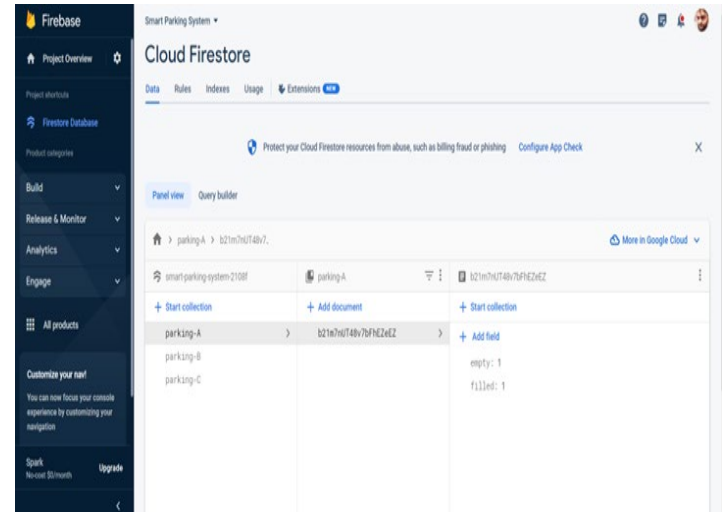 Firebase
Project Overview
Project shortcuts
Firestore Database
Product categories
Build
Release & Monitor
Analytics
Engage
All products
Customize your nav!
You can now focus your console
experience by customizing your
navigation
Spark
No-cost $0/month
Upgrade
Smart Parking System
Cloud Firestore
Data Rules Indexes Usage Extensions NEW
Protect your Cloud Firestore resources from abuse, such as billing fraud or phishing Configure App Check
Panel view Query builder
parking-A > b21m7nUT48v7.
More in Google Cloud
smart-parking-system-2108f parking-A b21m7nUT48v7bFhEZeEZ
+ Start collection + Add document + Start collection
parking-A > b21m7nUT48v7bFhEZeEZ > + Add field
parking-B
parking-C
empty: 1
filled: 1